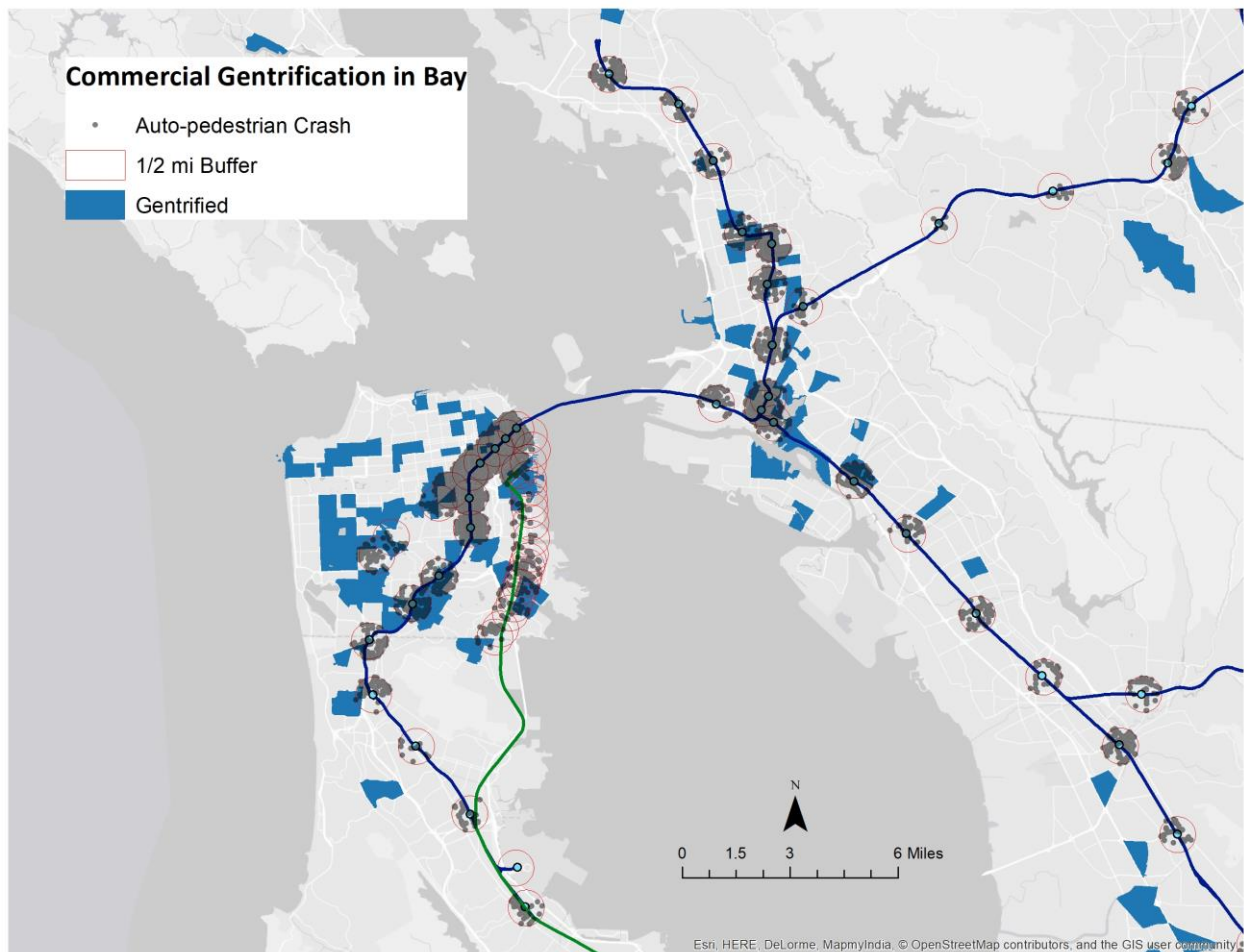 Commercial Gentrification in Bay
Auto-pedestrian Crash
1/2 mi Buffer
Gentrified
N
0 1.5 3 6 Miles
Esri, HERE, DeLorme, MapmyIndia, © OpenStreetMap contributors, and the GIS user community